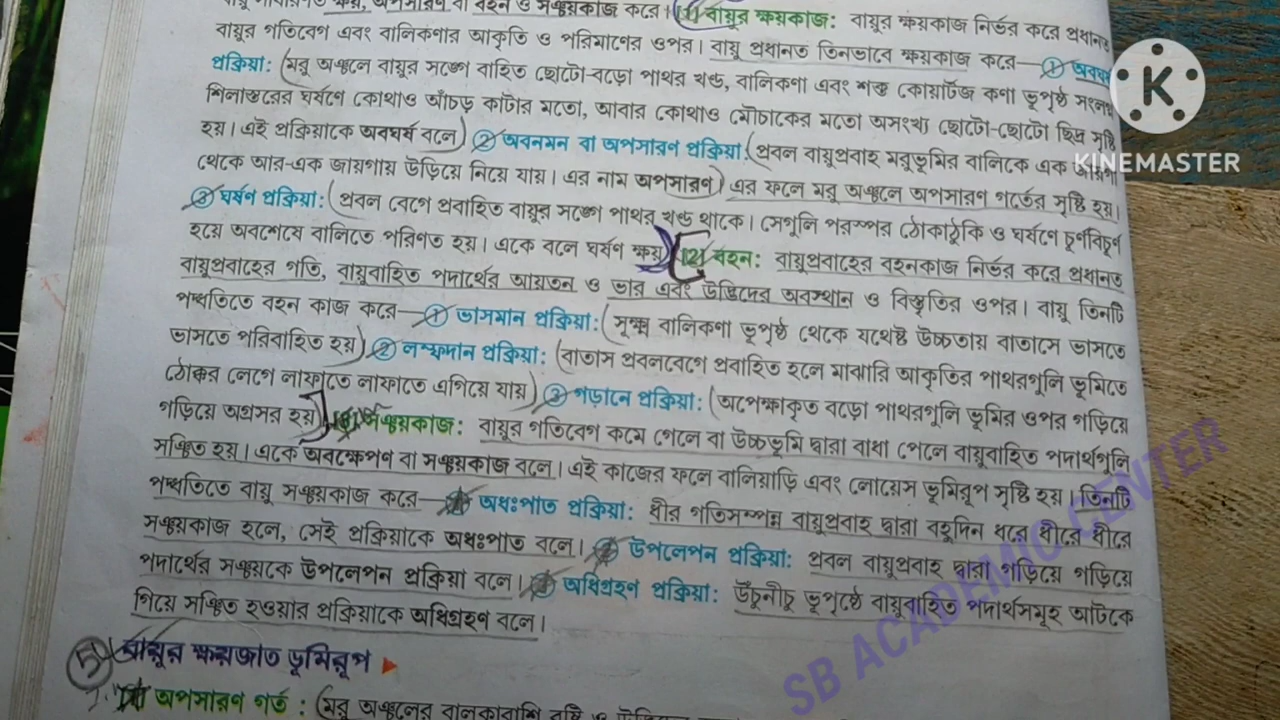 ক্ষয়, অপসারণ বা বহন ও সঞ্চয়কাজ করে। (1) বায়ুর ক্ষয়কাজ: বায়ুর ক্ষয়কাজ নির্ভর করে প্রধানত
বায়ুর গতিবেগ এবং বালিকণার আকৃতি ও পরিমাণের ওপর। বায়ু প্রধানত তিনভাবে ক্ষয়কাজ করে— ①
প্রক্রিয়া: (মরু অঞ্চলে বায়ুর সঙ্গে বাহিত ছোটো-বড়ো পাথর খণ্ড, বালিকণা এবং শক্ত কোয়ার্টজ কণা ভূপৃষ্ঠ সংলগ্ন
শিলাস্তরের ঘর্ষণে কোথাও আঁচড় কাটার মতো, আবার কোথাও মৌচাকের মতো অসংখ্য ছোটো-ছোটো ছিদ্র সৃষ্টি
হয়। এই প্রক্রিয়াকে অবঘর্ষ বলে) ② অবনমন বা অপসারণ প্রক্রিয়া: (প্রবল বায়ুপ্রবাহ মরুভূমির বালিকে এক জায়গা
KINEMASTER
থেকে আর-এক জায়গায় উড়িয়ে নিয়ে যায়। এর নাম অপসারণ) এর ফলে মরু অঞ্চলে অপসারণ গর্তের সৃষ্টি হয়।
③ ঘর্ষণ প্রক্রিয়া: (প্রবল বেগে প্রবাহিত বায়ুর সঙ্গে পাথর খণ্ড থাকে। সেগুলি পরস্পর ঠোকাঠুকি ও ঘর্ষণে চূর্ণবিচূর্ণ
হয়ে অবশেষে বালিতে পরিণত হয়। একে বলে ঘর্ষণ ক্ষয়) [(2) বহন: বায়ুপ্রবাহের বহনকাজ নির্ভর করে প্রধানত
বায়ুপ্রবাহের গতি, বায়ুবাহিত পদার্থের আয়তন ও ভার এবং উদ্ভিদের অবস্থান ও বিস্তৃতির ওপর। বায়ু তিনটি
পদ্ধতিতে বহন কাজ করে— ① ভাসমান প্রক্রিয়া: (সূক্ষ্ম বালিকণা ভূপৃষ্ঠ থেকে যথেষ্ট উচ্চতায় বাতাসে ভাসতে
ভাসতে পরিবাহিত হয়) ② লম্ফদান প্রক্রিয়া: (বাতাস প্রবলবেগে প্রবাহিত হলে মাঝারি আকৃতির পাথরগুলি ভূমিতে
ঠোক্কর লেগে লাফাতে লাফাতে এগিয়ে যায়) ③ গড়ানে প্রক্রিয়া: (অপেক্ষাকৃত বড়ো পাথরগুলি ভূমির ওপর গড়িয়ে
গড়িয়ে অগ্রসর হয়)] (3) সঞ্চয়কাজ: বায়ুর গতিবেগ কমে গেলে বা উচ্চভূমি দ্বারা বাধা পেলে বায়ুবাহিত পদার্থগুলি
সঞ্চিত হয়। একে অবক্ষেপণ বা সঞ্চয়কাজ বলে। এই কাজের ফলে বালিয়াড়ি এবং লোয়েস ভূমিরূপ সৃষ্টি হয়। তিনটি
পদ্ধতিতে বায়ু সঞ্চয়কাজ করে— অধঃপাত প্রক্রিয়া: ধীর গতিসম্পন্ন বায়ুপ্রবাহ দ্বারা বহুদিন ধরে ধীরে ধীরে
সঞ্চয়কাজ হলে, সেই প্রক্রিয়াকে অধঃপাত বলে। উপলেপন প্রক্রিয়া: প্রবল বায়ুপ্রবাহ দ্বারা গড়িয়ে গড়িয়ে
পদার্থের সঞ্চয়কে উপলেপন প্রক্রিয়া বলে। অধিগ্রহণ প্রক্রিয়া: উঁচুনীচু ভূপৃষ্ঠে বায়ুবাহিত পদার্থসমূহ আটকে
গিয়ে সঞ্চিত হওয়ার প্রক্রিয়াকে অধিগ্রহণ বলে।
SB ACADEMIC CENTER
5 বায়ুর ক্ষয়জাত ভূমিরূপ ▶
অপসারণ গর্ত : (মরু অঞ্চলের